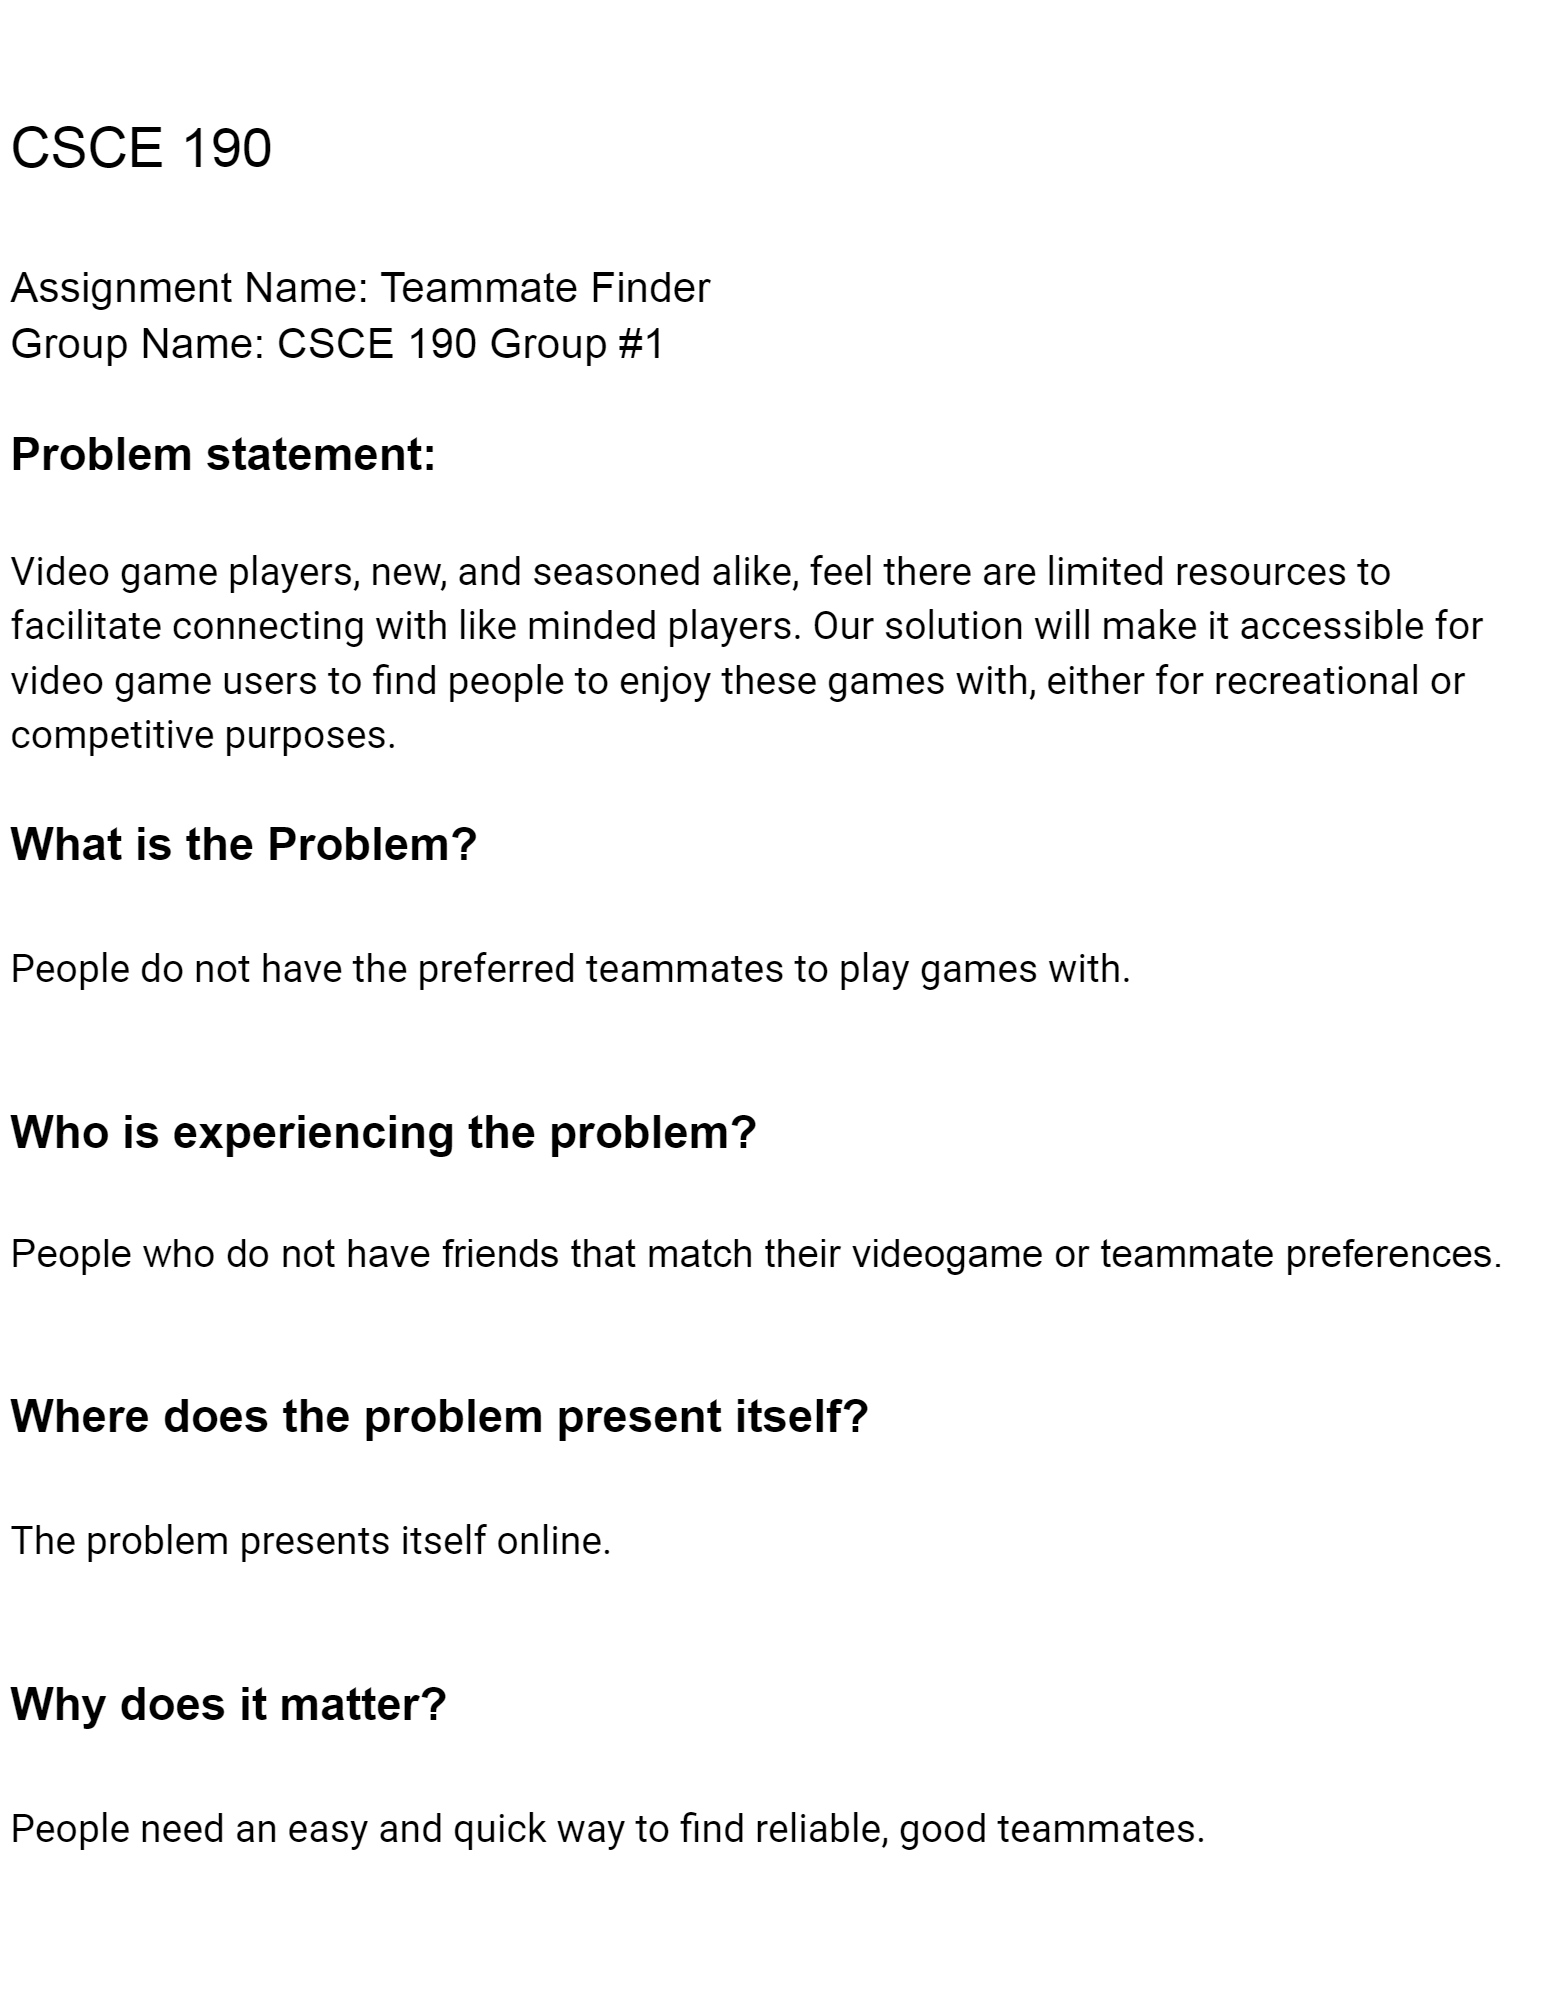 CSCE 190
Assignment Name: Teammate Finder
Group Name: CSCE 190 Group #1
Problem statement:
Video game players, new, and seasoned alike, feel there are limited resources to
facilitate connecting with like minded players. Our solution will make it accessible for
video game users to find people to enjoy these games with, either for recreational or
competitive purposes.
What is the Problem?
People do not have the preferred teammates to play games with.
Who is experiencing the problem?
People who do not have friends that match their videogame or teammate preferences.
Where does the problem present itself?
The problem presents itself online.
Why does it matter?
People need an easy and quick way to find reliable, good teammates.